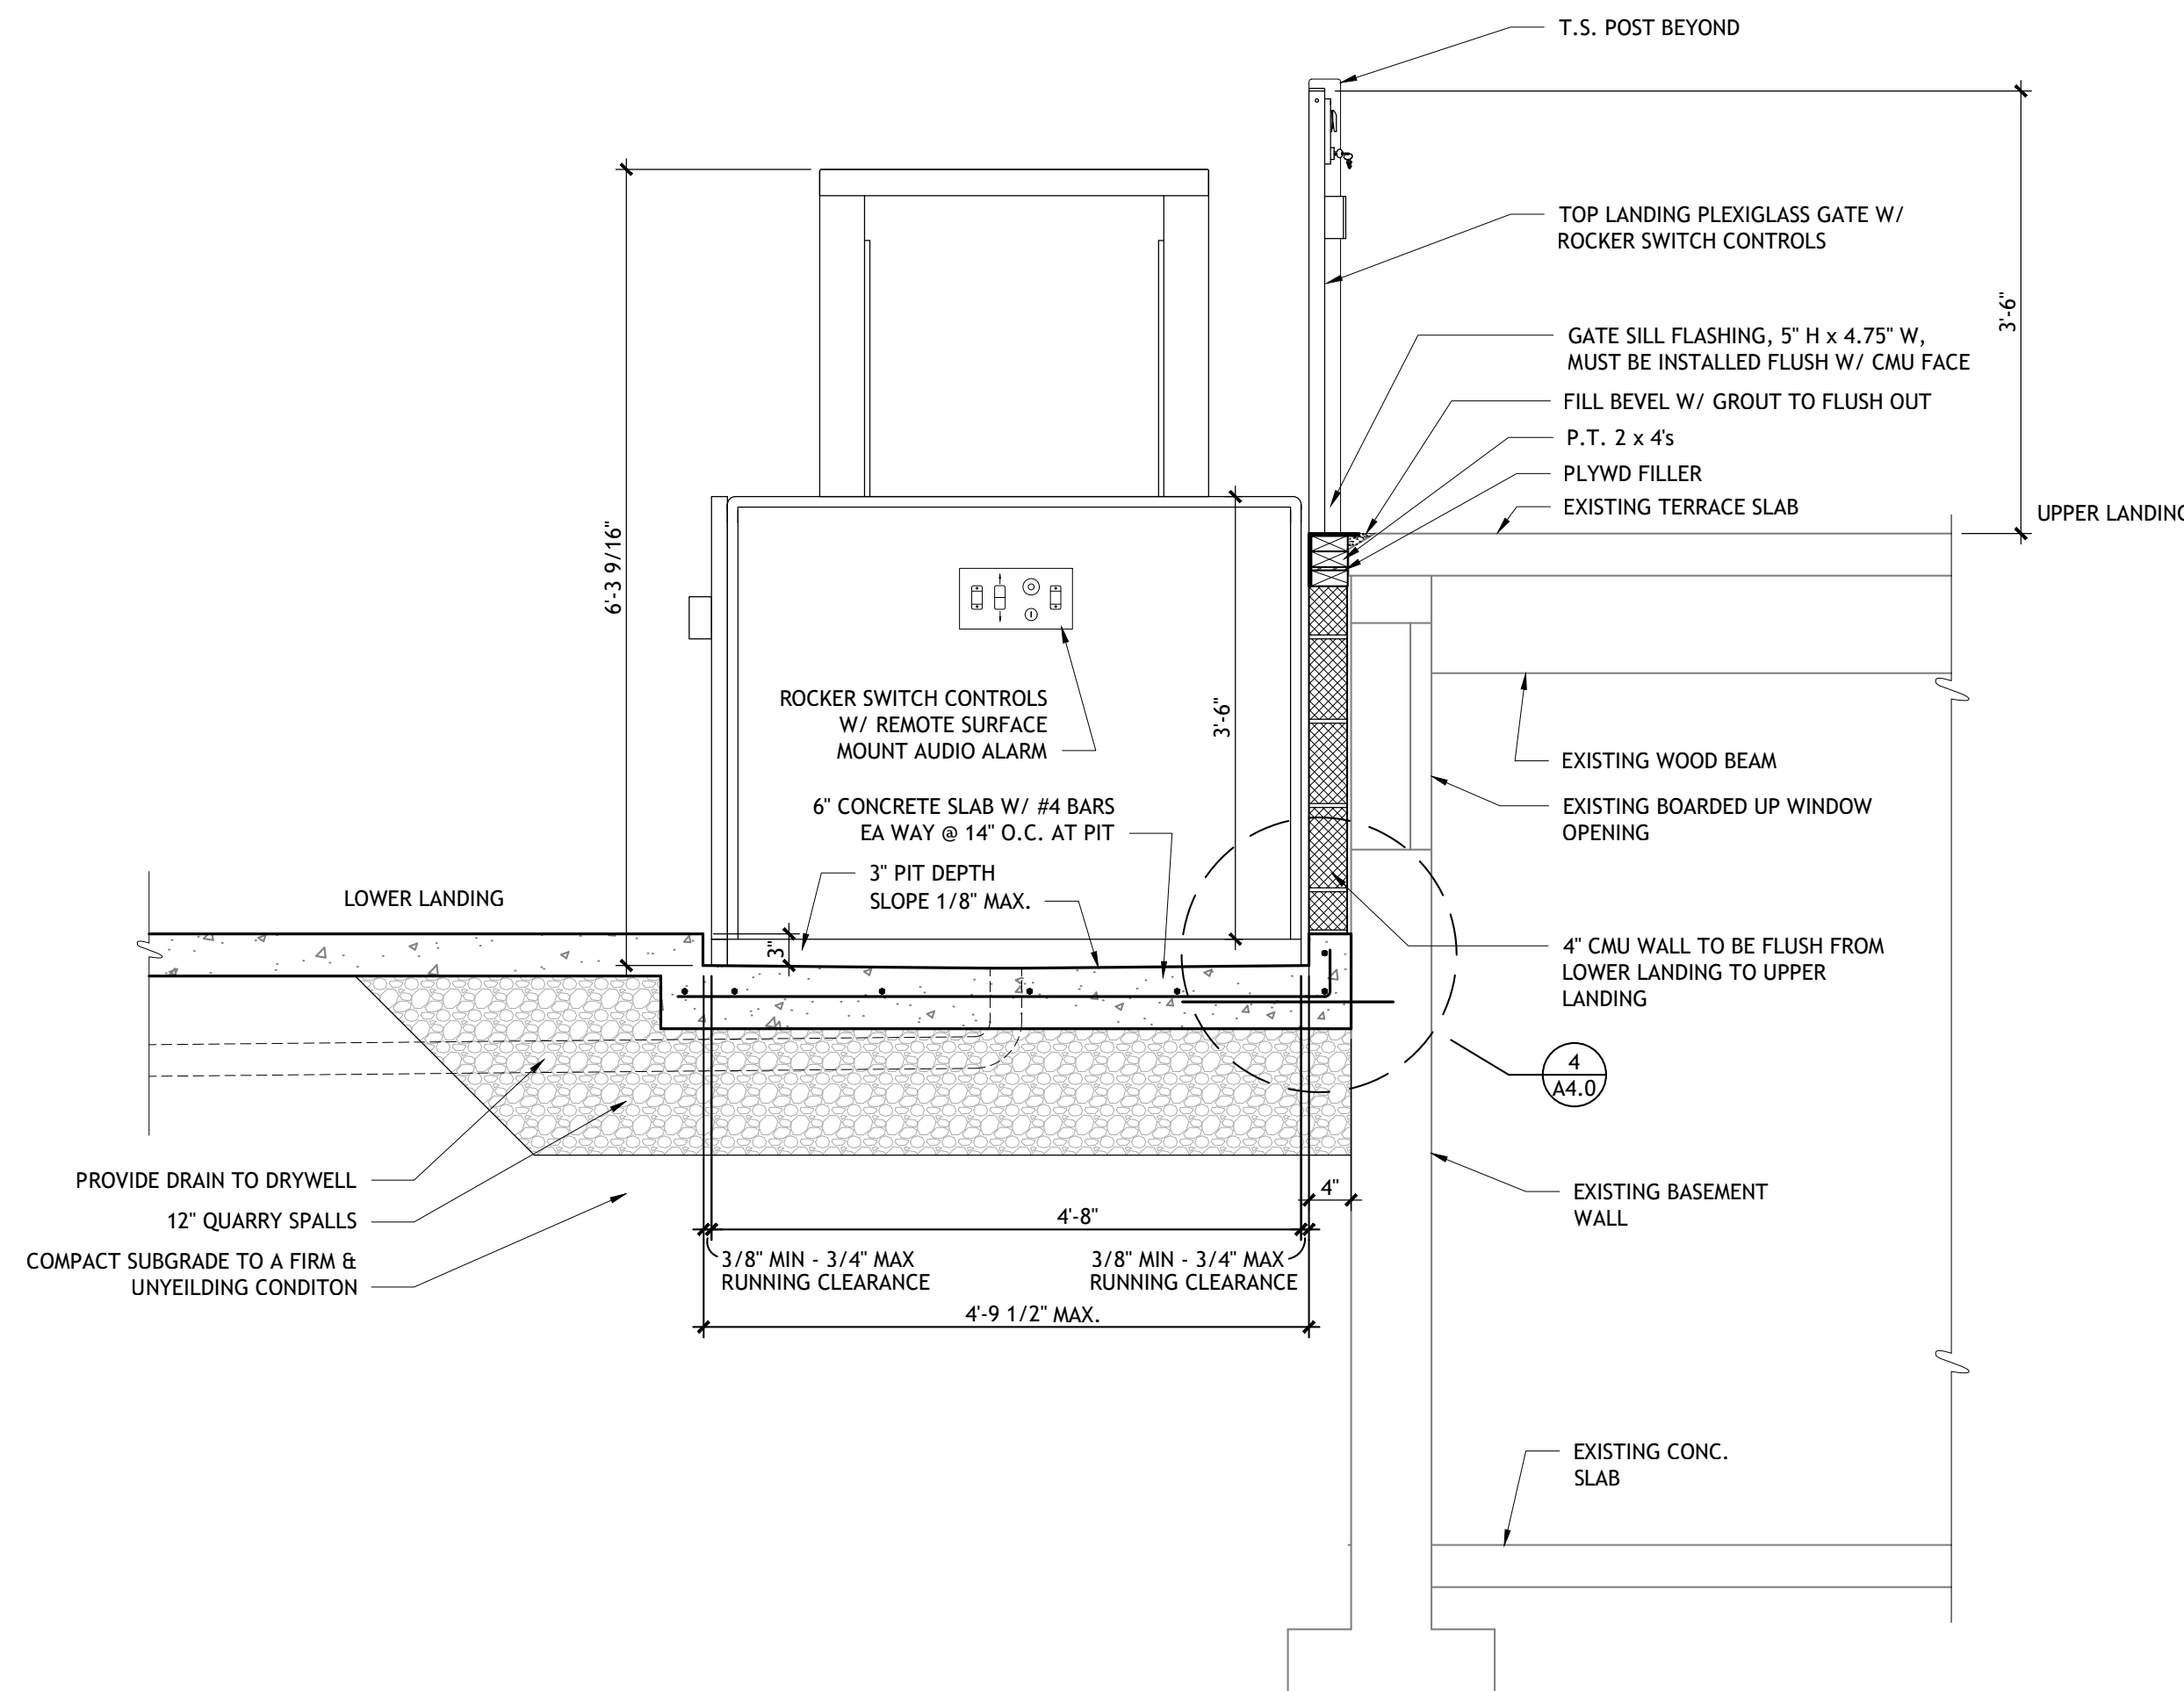 T.S. POST BEYOND
TOP LANDING PLEXIGLASS GATE W/
ROCKER SWITCH CONTROLS
3'-6"
GATE SILL FLASHING, 5" H x 4.75" W,
MUST BE INSTALLED FLUSH W/ CMU FACE
FILL BEVEL W/ GROUT TO FLUSH OUT
P.T. 2 x 4's
PLYWD FILLER
EXISTING TERRACE SLAB
UPPER LANDING
6'-3 9/16"
ROCKER SWITCH CONTROLS
W/ REMOTE SURFACE
MOUNT AUDIO ALARM
3'-6"
6" CONCRETE SLAB W/ #4 BARS
EA WAY @ 14" O.C. AT PIT
3" PIT DEPTH
SLOPE 1/8" MAX.
LOWER LANDING
3"
EXISTING WOOD BEAM
EXISTING BOARDED UP WINDOW
OPENING
4" CMU WALL TO BE FLUSH FROM
LOWER LANDING TO UPPER
LANDING
4
A4.0
PROVIDE DRAIN TO DRYWELL
12" QUARRY SPALLS
COMPACT SUBGRADE TO A FIRM &
UNYEILDING CONDITON
4"
4'-8"
3/8" MIN - 3/4" MAX
RUNNING CLEARANCE
3/8" MIN - 3/4" MAX
RUNNING CLEARANCE
4'-9 1/2" MAX.
EXISTING BASEMENT
WALL
EXISTING CONC.
SLAB